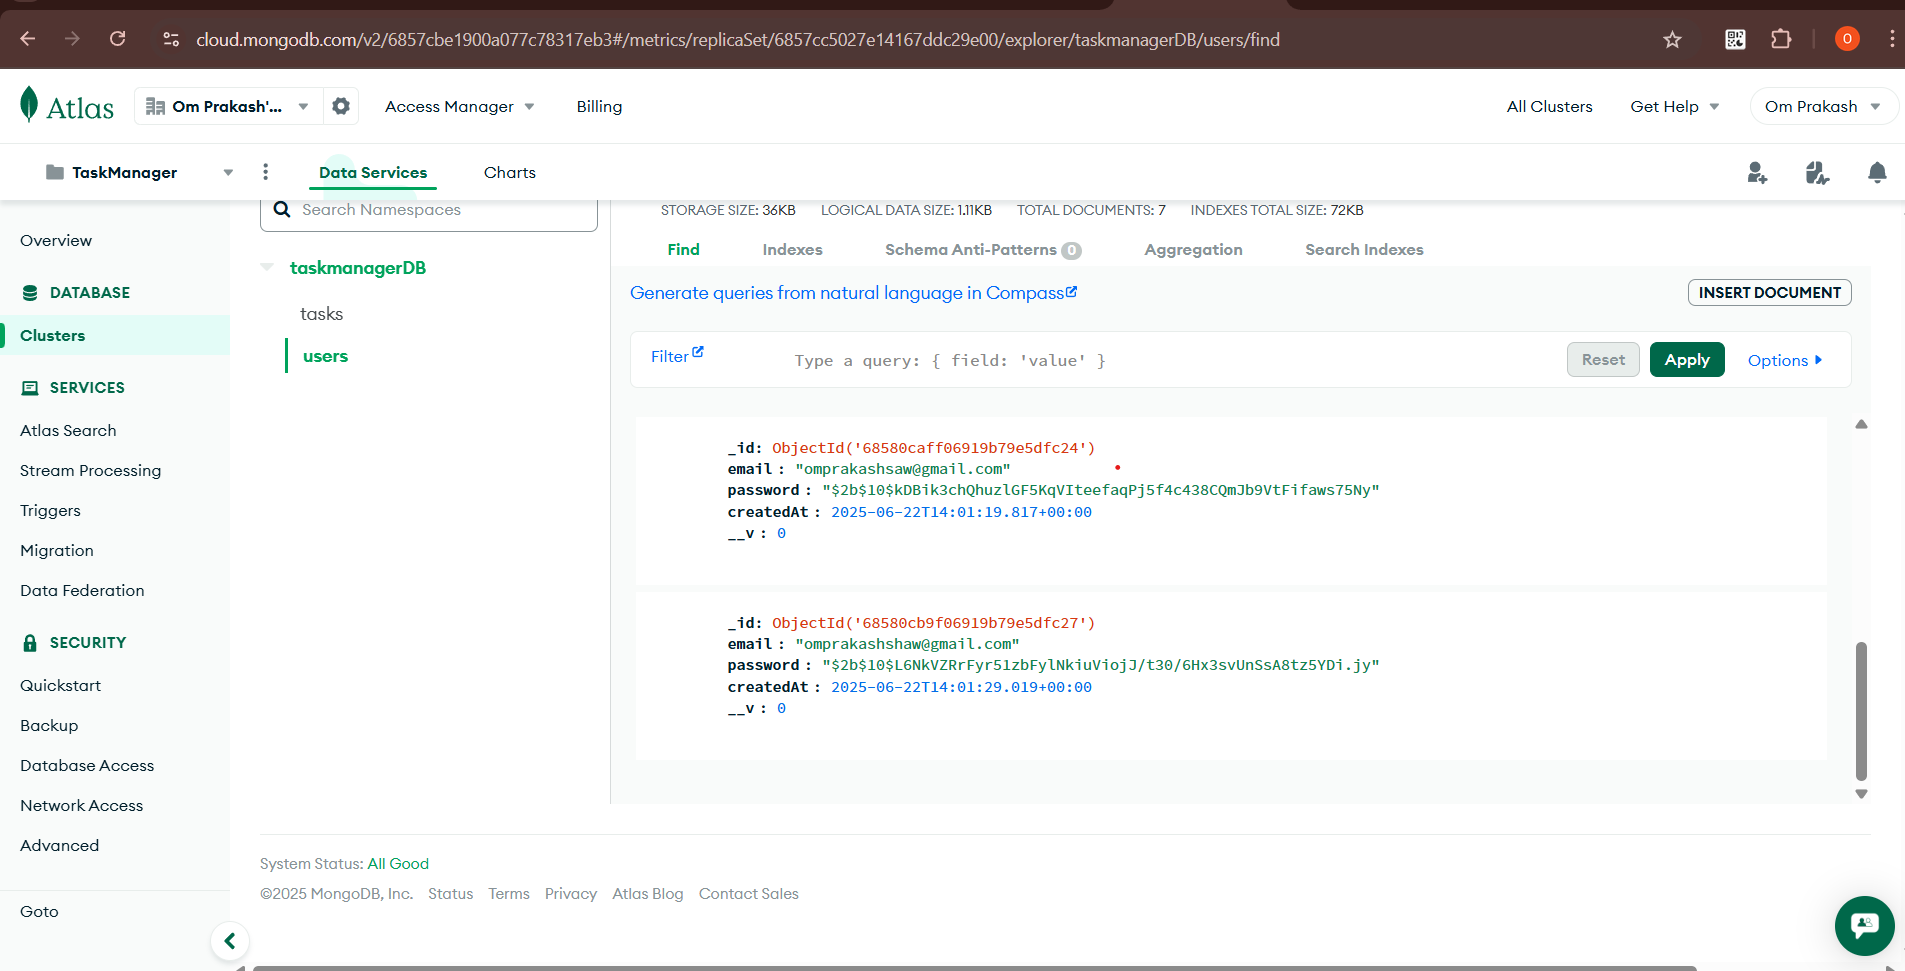 cloud.mongodb.com/v2/6857cbe1900a077c78317eb3#/metrics/replicaSet/6857cc5027e14167ddc29e00/explorer/taskmanagerDB/users/find
O
Atlas
Om Prakash'...
Access Manager
Billing
All Clusters
Get Help
Om Prakash
TaskManager
Data Services
Charts
Overview
DATABASE
Clusters
SERVICES
Atlas Search
Stream Processing
Triggers
Migration
Data Federation
SECURITY
Quickstart
Backup
Database Access
Network Access
Advanced
Goto
Search Namespaces
taskmanagerDB
tasks
users
STORAGE SIZE: 36KB LOGICAL DATA SIZE: 1.11KB TOTAL DOCUMENTS: 7 INDEXES TOTAL SIZE: 72KB
Find Indexes Schema Anti-Patterns 0 Aggregation Search Indexes
Generate queries from natural language in Compass
INSERT DOCUMENT
Filter
Type a query: { field: 'value' }
Reset
Apply
Options
_id: ObjectId('68580caff06919b79e5dfc24')
email : "omprakashsaw@gmail.com"
password : "$2b$10$kDBik3chQhuzlGF5KqVIteefaqPj5f4c438CQmJb9VtFifaws75Ny"
createdAt : 2025-06-22T14:01:19.817+00:00
__v : 0
_id: ObjectId('68580cb9f06919b79e5dfc27')
email : "omprakashshaw@gmail.com"
password : "$2b$10$L6NkVZRrFyr51zbFylNkiuViojJ/t30/6Hx3svUnSsA8tz5YDi.jy"
createdAt : 2025-06-22T14:01:29.019+00:00
__v : 0
System Status: All Good
©2025 MongoDB, Inc. Status Terms Privacy Atlas Blog Contact Sales